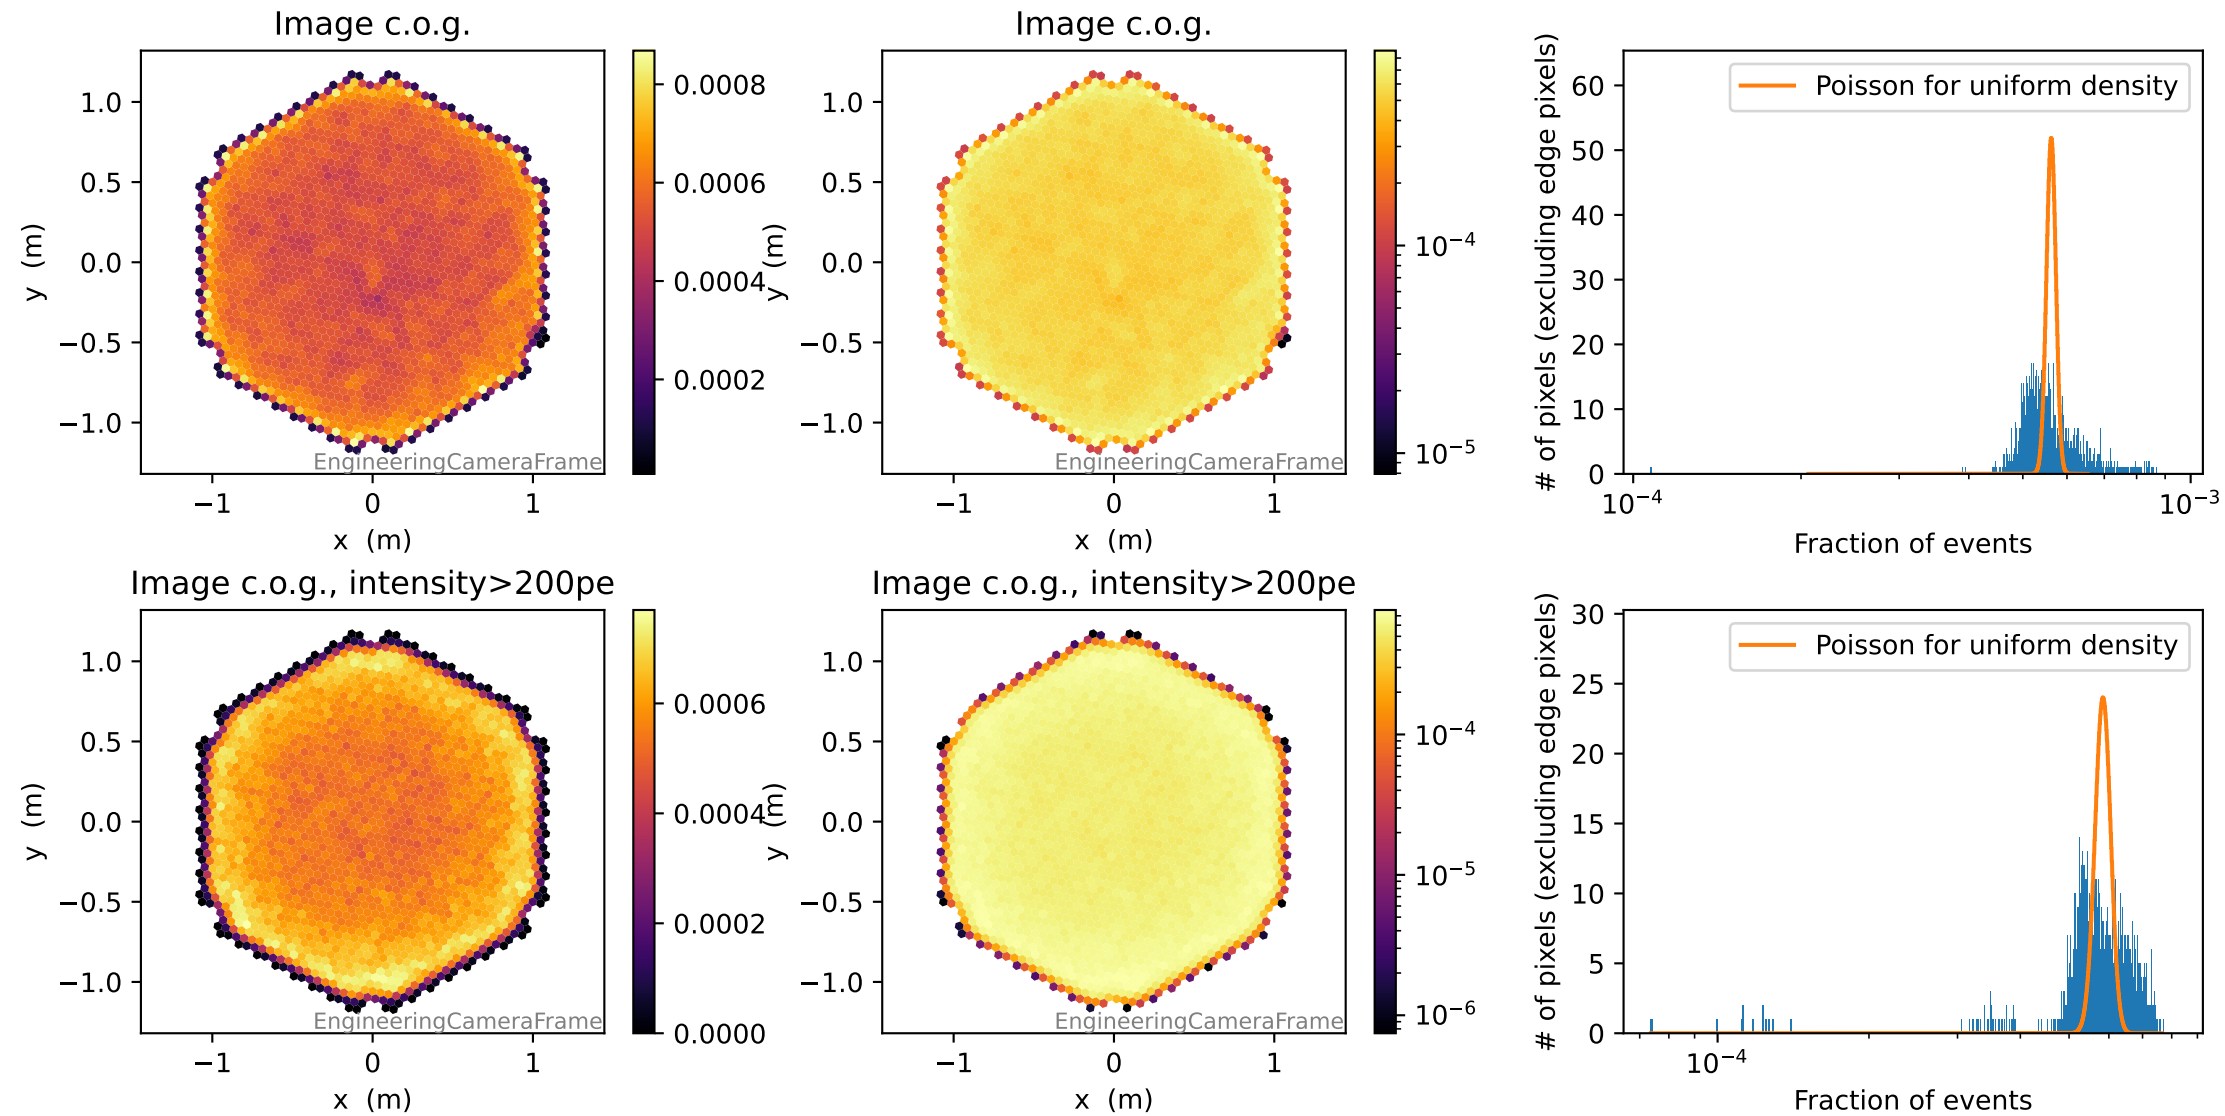 Image c.o.g.
1.0
0.5
0.0
−0.5
−1.0
y (m)
−1
0
1
x (m)
EngineeringCameraFrame
0.0008
0.0006
0.0004
0.0002
Image c.o.g.
1.0
0.5
0.0
−0.5
−1.0
y (m)
−1
0
1
x (m)
EngineeringCameraFrame
10⁻⁴
10⁻⁵
Poisson for uniform density
60
50
40
30
20
10
0
# of pixels (excluding edge pixels)
10⁻⁴
10⁻³
Fraction of events
Image c.o.g., intensity>200pe
1.0
0.5
0.0
−0.5
−1.0
y (m)
−1
0
1
x (m)
EngineeringCameraFrame
0.0006
0.0004
0.0002
0.0000
Image c.o.g., intensity>200pe
1.0
0.5
0.0
−0.5
−1.0
y (m)
−1
0
1
x (m)
EngineeringCameraFrame
10⁻⁴
10⁻⁵
10⁻⁶
Poisson for uniform density
30
25
20
15
10
5
0
# of pixels (excluding edge pixels)
10⁻⁴
Fraction of events